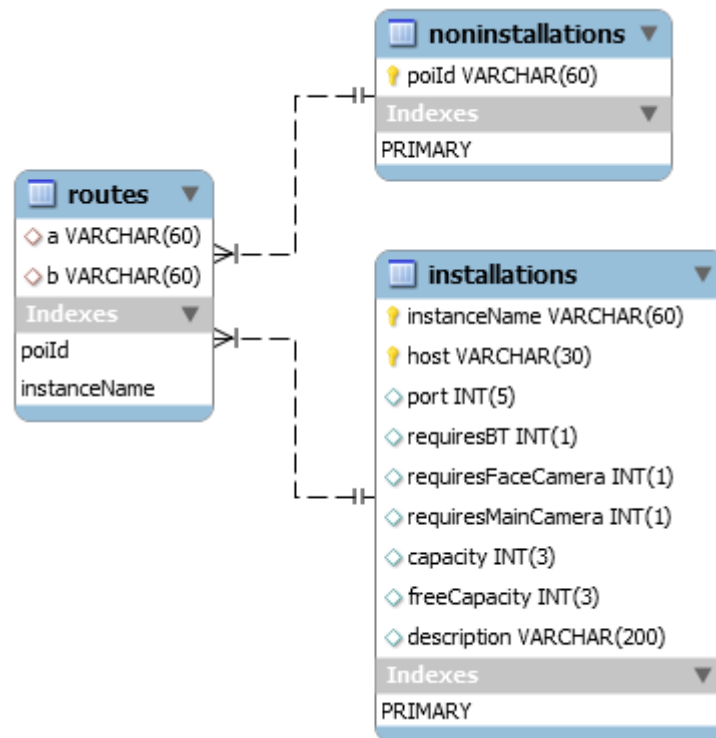 noninstallations
poiId VARCHAR(60)
Indexes
PRIMARY
routes
a VARCHAR(60)
b VARCHAR(60)
Indexes
poiId
instanceName
installations
instanceName VARCHAR(60)
host VARCHAR(30)
port INT(5)
requiresBT INT(1)
requiresFaceCamera INT(1)
requiresMainCamera INT(1)
capacity INT(3)
freeCapacity INT(3)
description VARCHAR(200)
Indexes
PRIMARY